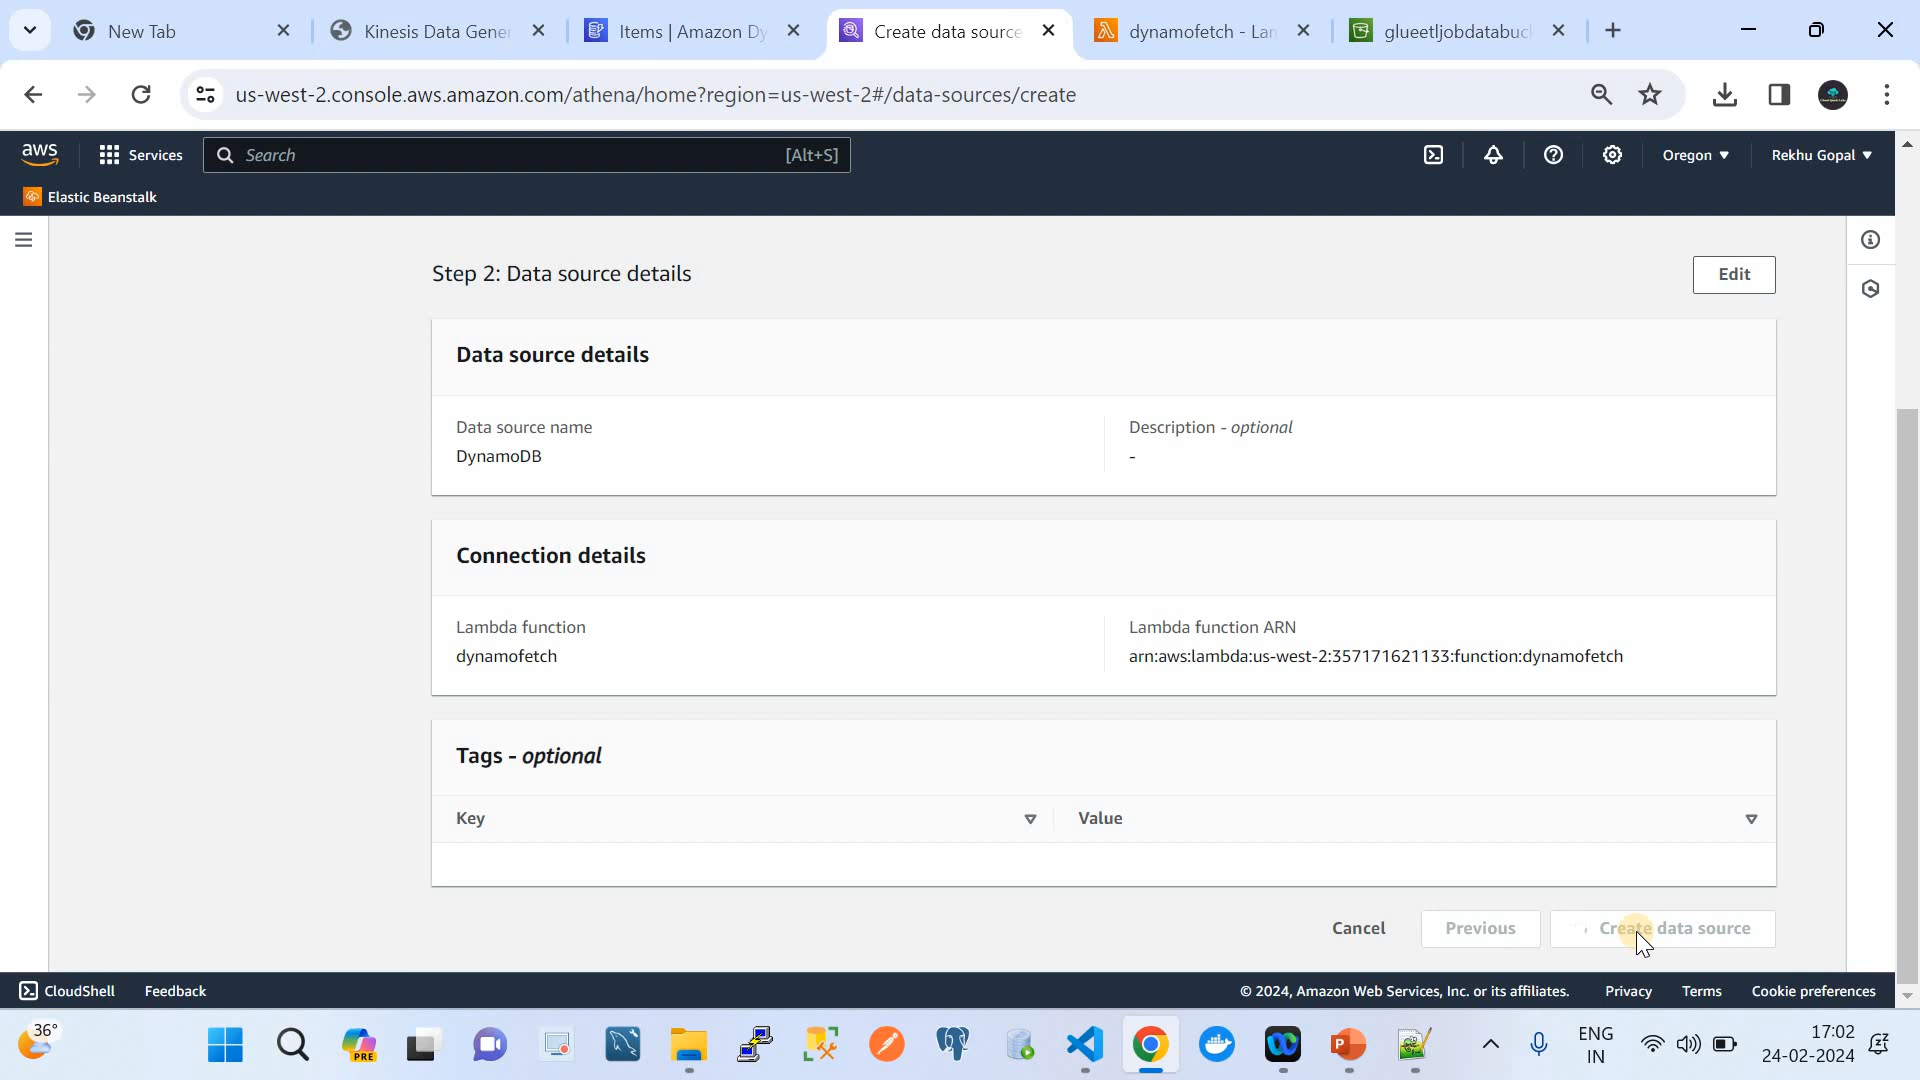 New Tab
Kinesis Data Gene
Items | Amazon Dy
Create data source
dynamofetch - Lam
glueetljobdatabuc
us-west-2.console.aws.amazon.com/athena/home?region=us-west-2#/data-sources/create
aws
Services
Search
[Alt+S]
Oregon
Rekhu Gopal
Elastic Beanstalk
Step 2: Data source details
Edit
Data source details
Data source name
Description - optional
DynamoDB
-
Connection details
Lambda function
Lambda function ARN
dynamofetch
arn:aws:lambda:us-west-2:357171621133:function:dynamofetch
Tags - optional
Key
Value
Cancel
Previous
Create data source
CloudShell
Feedback
© 2024, Amazon Web Services, Inc. or its affiliates.
Privacy
Terms
Cookie preferences
36°
PRE
ENG
IN
17:02
24-02-2024